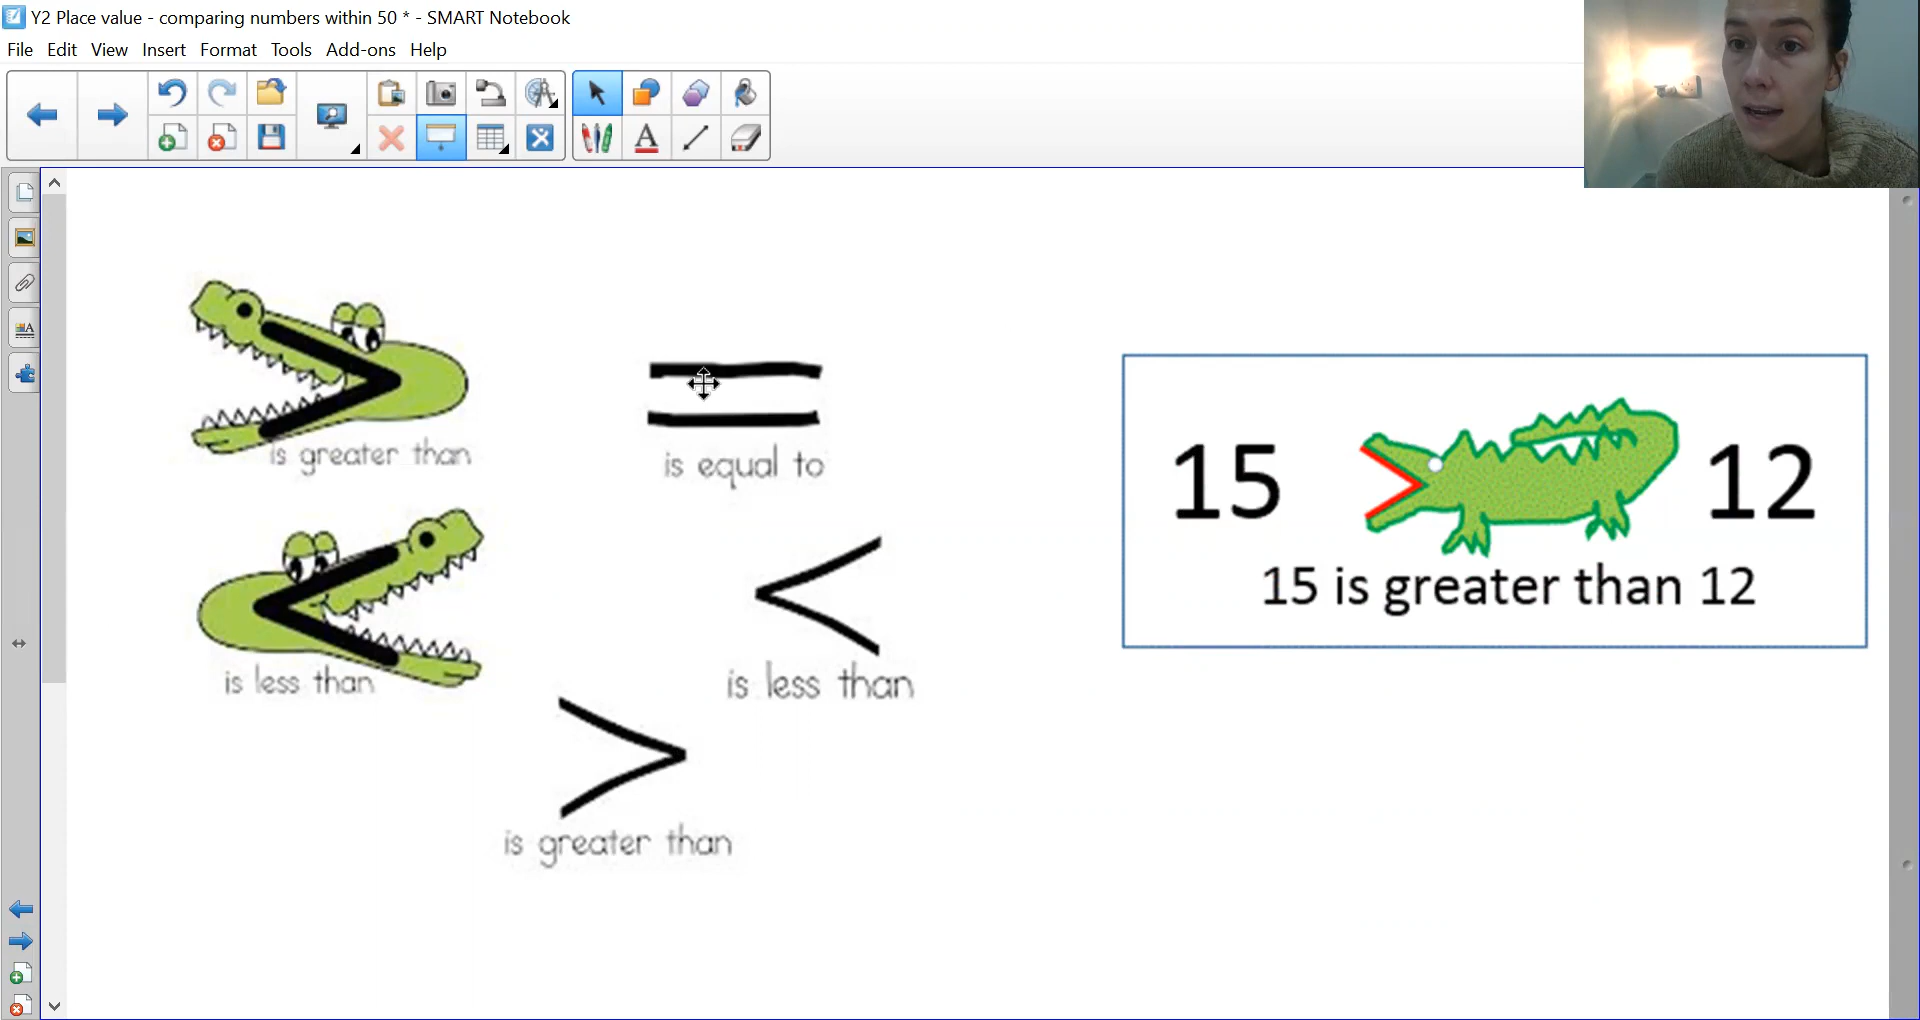 Y2 Place value - comparing numbers within 50 * - SMART Notebook
File Edit View Insert Format Tools Add-ons Help
is greater than
is equal to
is less than
is less than
is greater than
15 12
15 is greater than 12